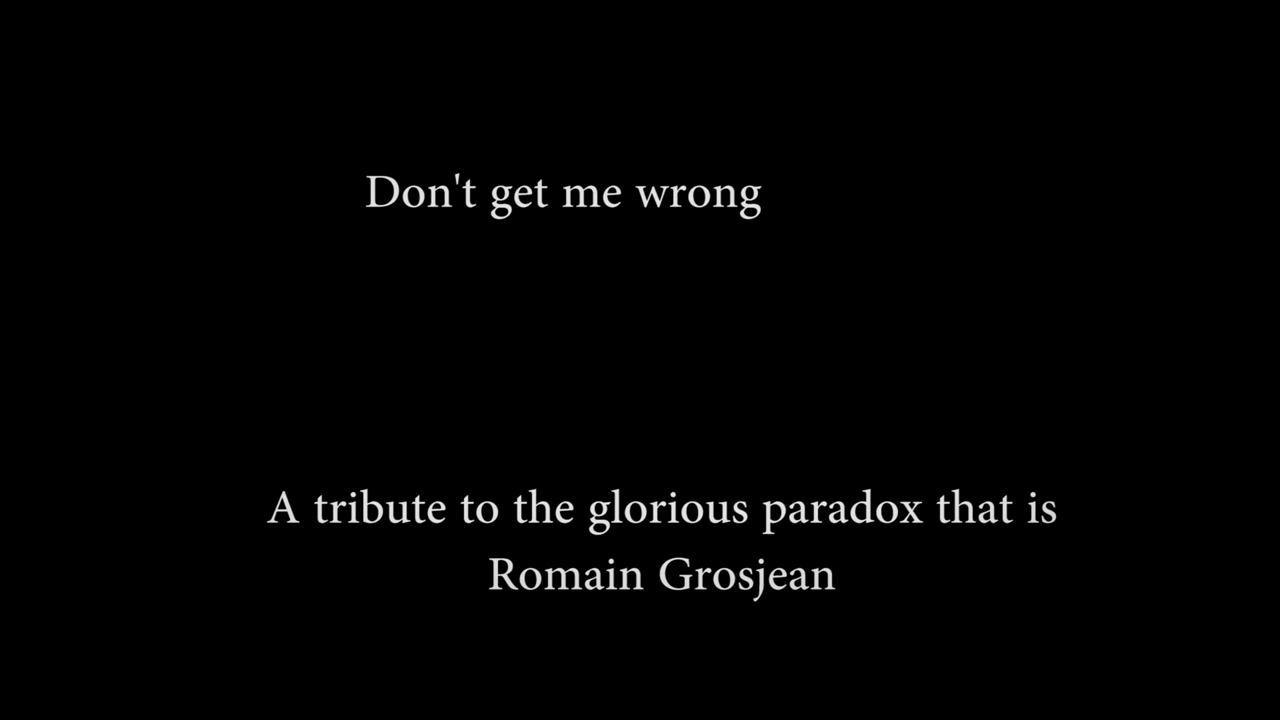 Don't get me wrong
A tribute to the glorious paradox that is
Romain Grosjean